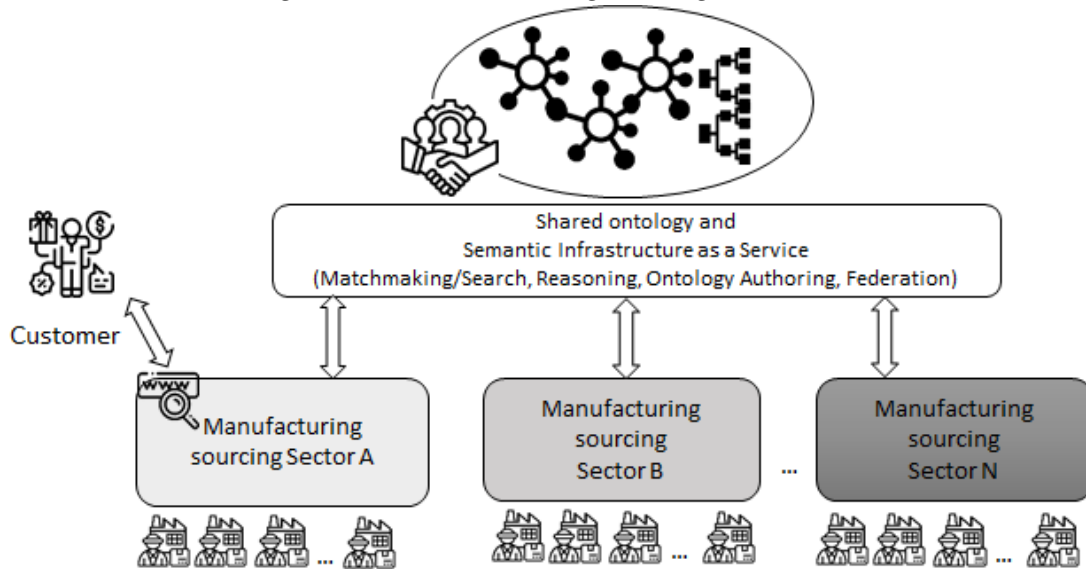 Shared ontology and
Semantic Infrastructure as a Service
(Matchmaking/Search, Reasoning, Ontology Authoring, Federation)
Customer
WWW
Manufacturing
sourcing Sector A
Manufacturing
sourcing
Sector B
...
Manufacturing
sourcing
Sector N
...
...
...